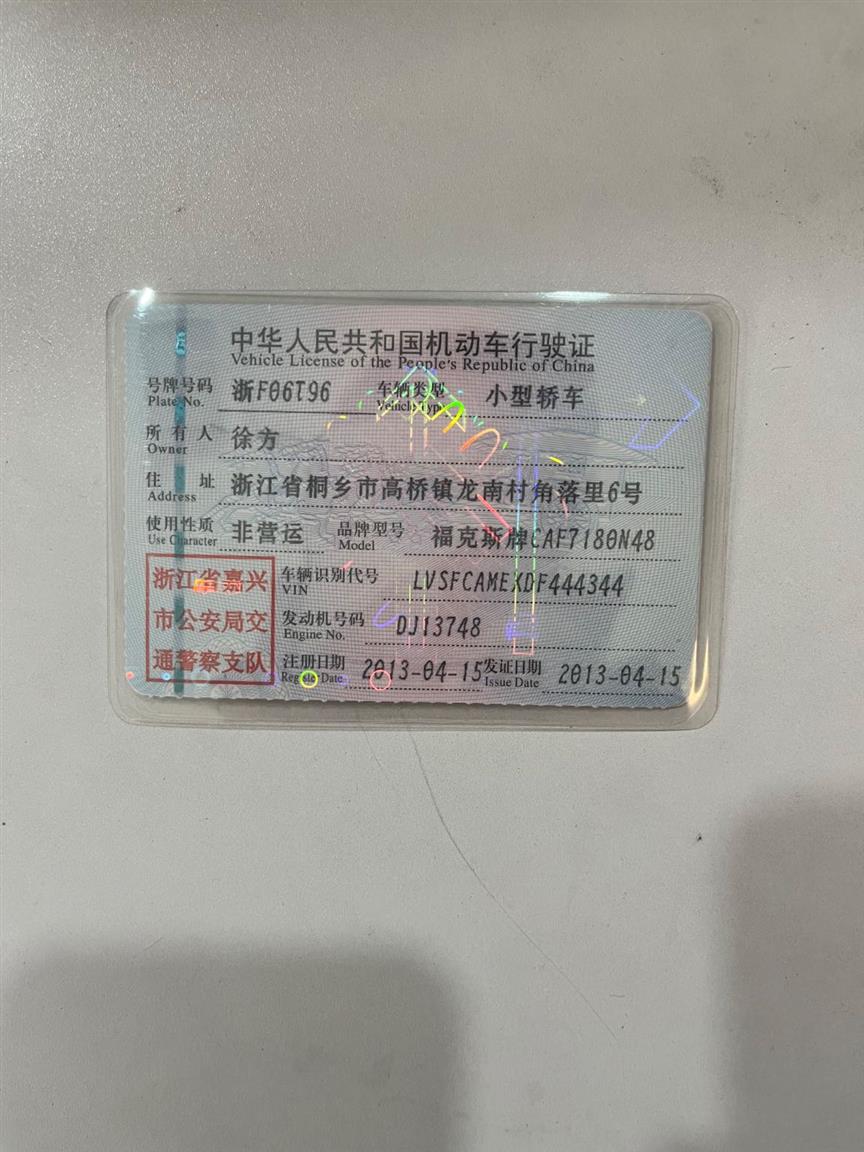 中华人民共和国机动车行驶证
Vehicle License of the People's Republic of China
号牌号码 浙F06T96 车辆类型 小型轿车
Plate No. Vehicle Type
所有人 徐方
Owner
住址 浙江省桐乡市高桥镇龙南村角落里6号
Address
使用性质 非营运 品牌型号 福克斯牌CAF7180N48
Use Character Model
浙江省嘉兴
市公安局交
通警察支队
车辆识别代号 LVSFCAMEXDF444344
VIN
发动机号码 DJ13748
Engine No.
注册日期 2013-04-15 发证日期 2013-04-15
Register Date Issue Date